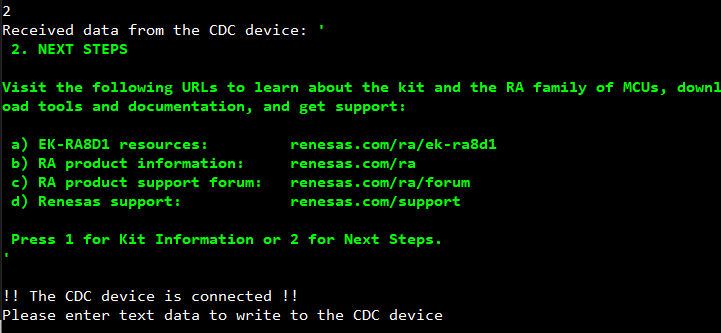 2
Received data from the CDC device: '
2. NEXT STEPS
Visit the following URLs to learn about the kit and the RA family of MCUs, downl
oad tools and documentation, and get support:
a) EK-RA8D1 resources: renesas.com/ra/ek-ra8d1
b) RA product information: renesas.com/ra
c) RA product support forum: renesas.com/ra/forum
d) Renesas support: renesas.com/support
Press 1 for Kit Information or 2 for Next Steps.
'
!! The CDC device is connected !!
Please enter text data to write to the CDC device